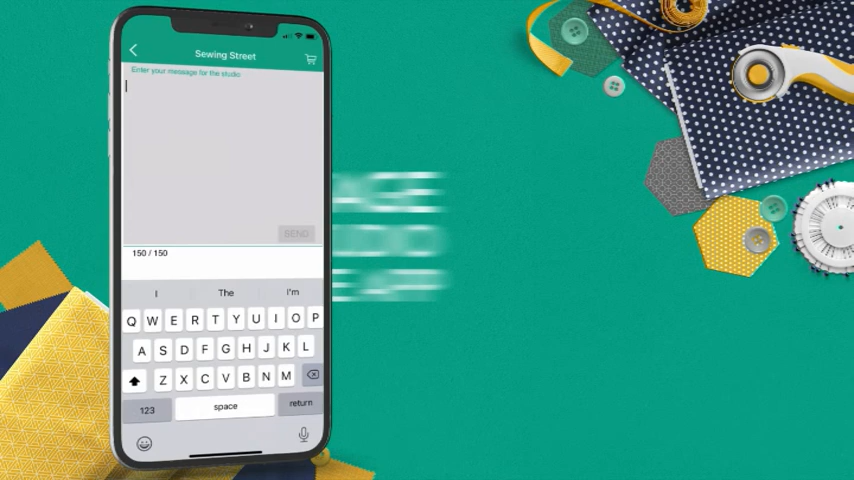 Sewing Street
Enter your message for the studio
SEND
150 / 150
I The I'm
Q W E R T Y U I O P
A S D F G H J K L
Z X C V B N M
123 space return